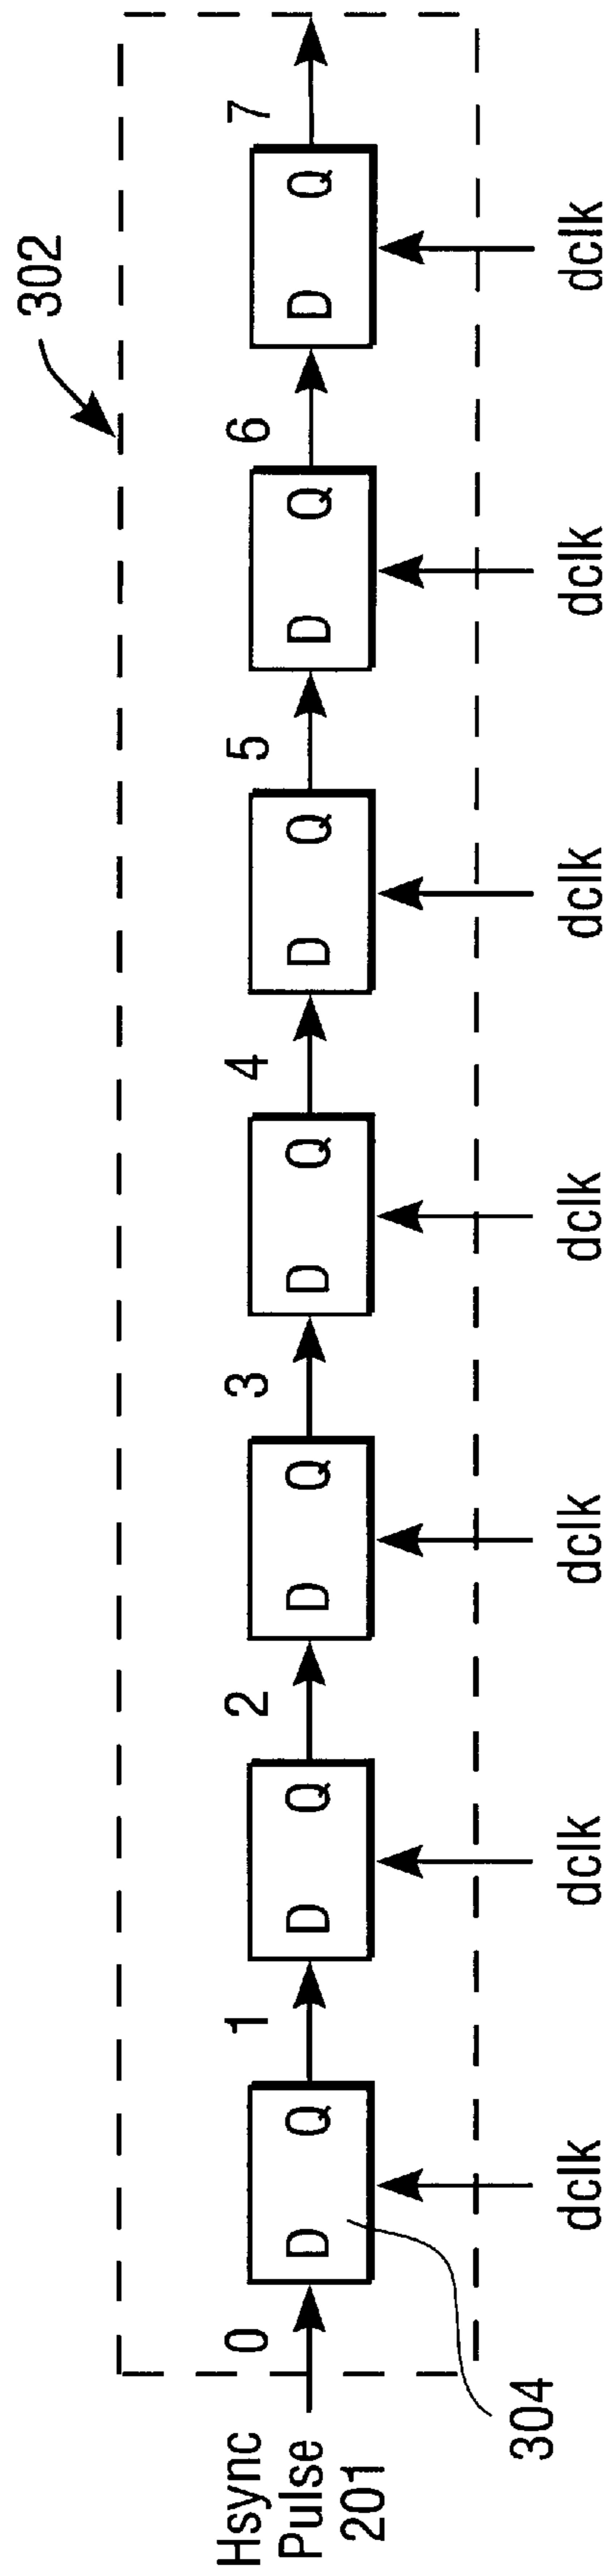 302
Hsync
Pulse
201
0 1 2 3 4 5 6 7
D Q D Q D Q D Q D Q D Q D Q
304
dclk dclk dclk dclk dclk dclk dclk